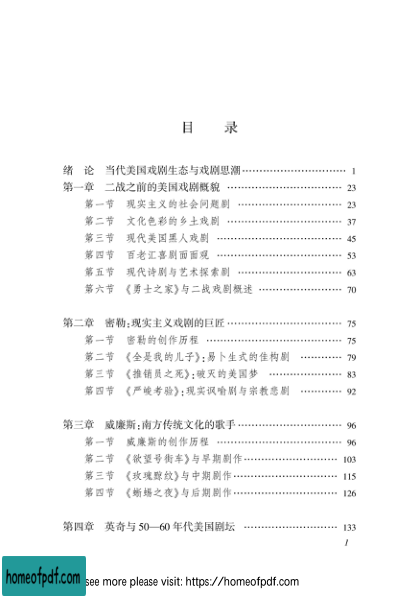 目 录
绪 论 当代美国戏剧生态与戏剧思潮 …………………………… 1
第一章 二战之前的美国戏剧概貌 …………………………… 23
第一节 现实主义的社会问题剧 …………………………… 23
第二节 文化色彩的乡土戏剧 …………………………… 37
第三节 现代美国黑人戏剧 …………………………… 45
第四节 百老汇喜剧面面观 …………………………… 53
第五节 现代诗剧与艺术探索剧 …………………………… 63
第六节 《勇士之家》与二战戏剧概述 …………………… 70
第二章 密勒:现实主义戏剧的巨匠 …………………………… 75
第一节 密勒的创作历程 …………………………… 75
第二节 《全是我的儿子》:易卜生式的佳构剧 ………… 79
第三节 《推销员之死》:破灭的美国梦 ……………… 83
第四节 《严峻考验》:现实讽喻剧与宗教悲剧 ………… 92
第三章 威廉斯:南方传统文化的歌手 …………………………… 96
第一节 威廉斯的创作历程 …………………………… 96
第二节 《欲望号街车》与早期剧作 …………………… 103
第三节 《玫瑰黥纹》与中期剧作 …………………… 115
第四节 《蜥蜴之夜》与后期剧作 …………………… 126
第四章 英奇与50—60年代美国剧坛 …………………… 133
1
homeofpdf.com
see more please visit: https://homeofpdf.com